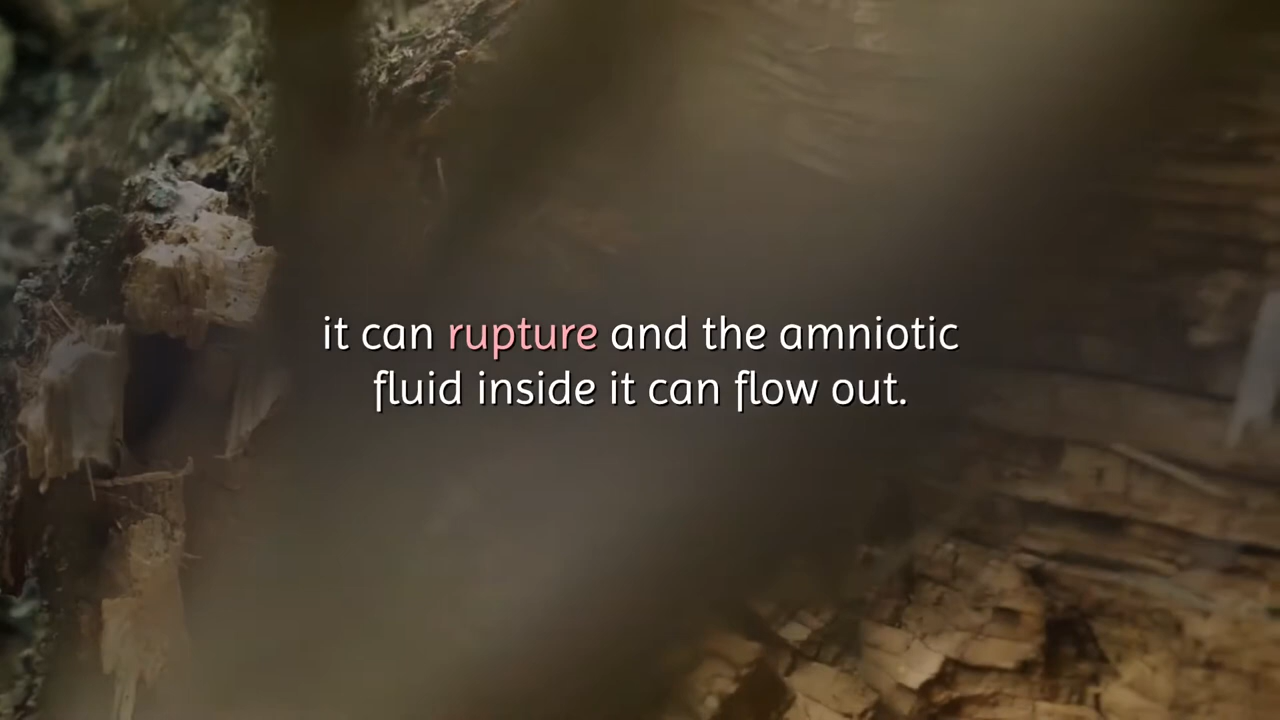 it can rupture and the amniotic
fluid inside it can flow out.